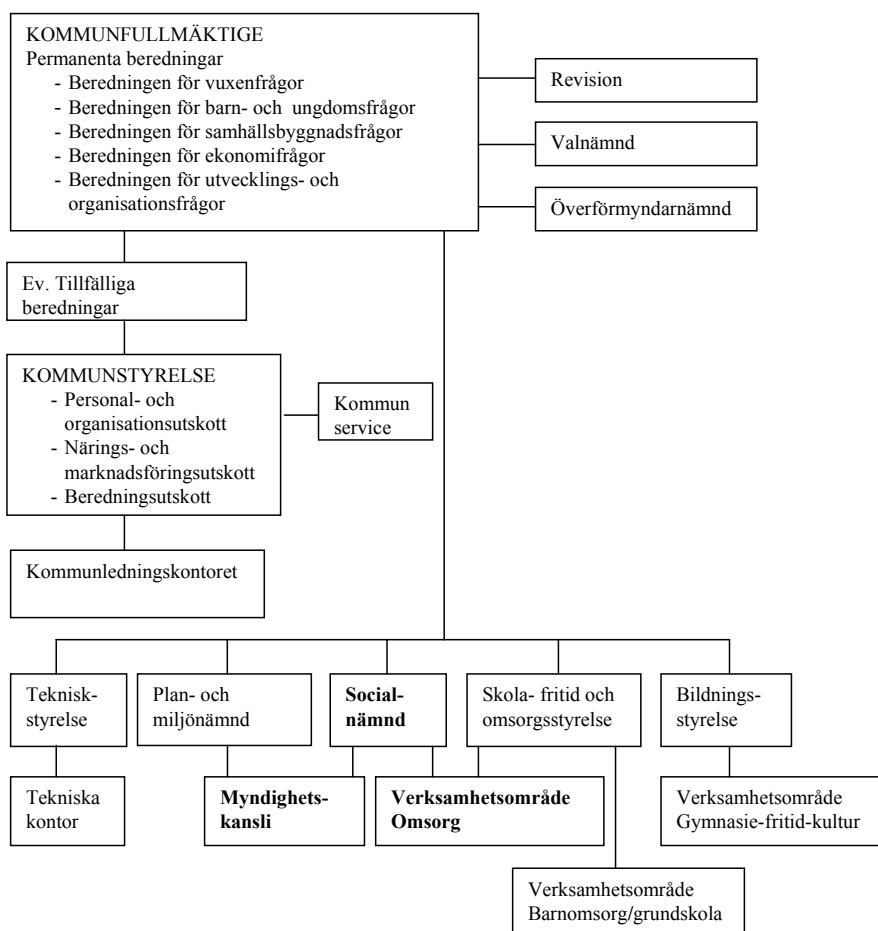 KOMMUNFULLMÄKTIGE
Permanenta beredningar
- Beredningen för vuxenfrågor
- Beredningen för barn- och ungdomsfrågor
- Beredningen för samhällsbyggnadsfrågor
- Beredningen för ekonomifrågor
- Beredningen för utvecklings- och
organisationsfrågor
Revision
Valnämnd
Överförmyndarnämnd
Ev. Tillfälliga
beredningar
KOMMUNSTYRELSE
- Personal- och
organisationsutskott
- Närings- och
marknadsföringsutskott
- Beredningsutskott
Kommun
service
Kommunledningskontoret
Teknisk-
styrelse
Plan- och
miljönämnd
Social-
nämnd
Skola- fritid och
omsorgsstyrelse
Bildnings-
styrelse
Tekniska
kontor
Myndighets-
kansli
Verksamhetsområde
Omsorg
Verksamhetsområde
Gymnasie-fritid-kultur
Verksamhetsområde
Barnomsorg/grundskola